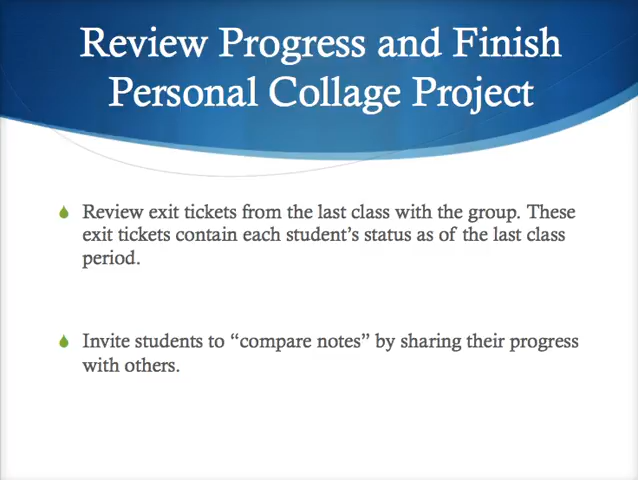 Review Progress and Finish
Personal Collage Project
Review exit tickets from the last class with the group. These
exit tickets contain each student’s status as of the last class
period.
Invite students to “compare notes” by sharing their progress
with others.